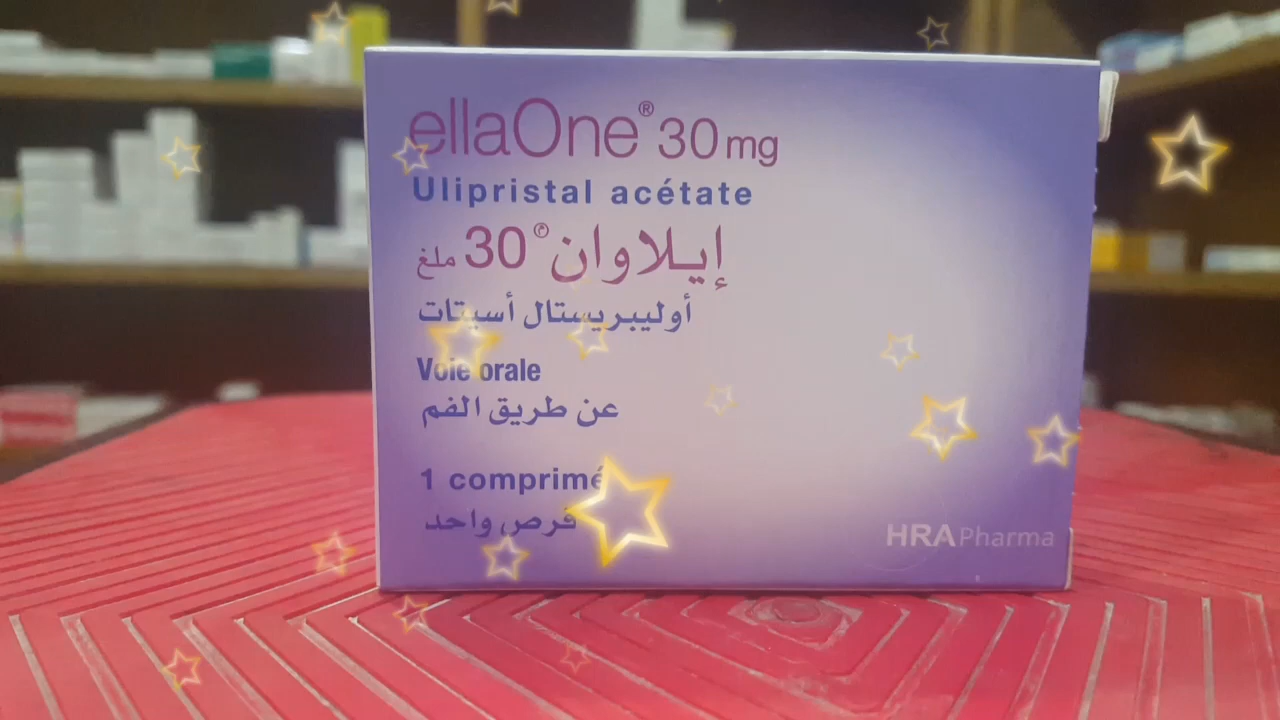 ellaOne® 30 mg
Ulipristal acétate
إيلاوان® 30 ملغ
أوليبريستال أسيتات
Voie orale
عن طريق الفم
1 comprimé
قرص واحد
HRA Pharma